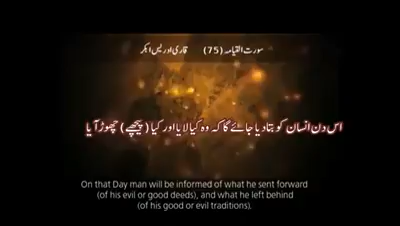 سورت القیامہ (75) قاری ادریس ابکر
اس دن انسان کو بتا دیا جائے گا کہ وہ کیا لایا اور کیا (پیچھے) چھوڑ آیا
On that Day man will be informed of what he sent forward
(of his evil or good deeds), and what he left behind
(of his good or evil traditions).